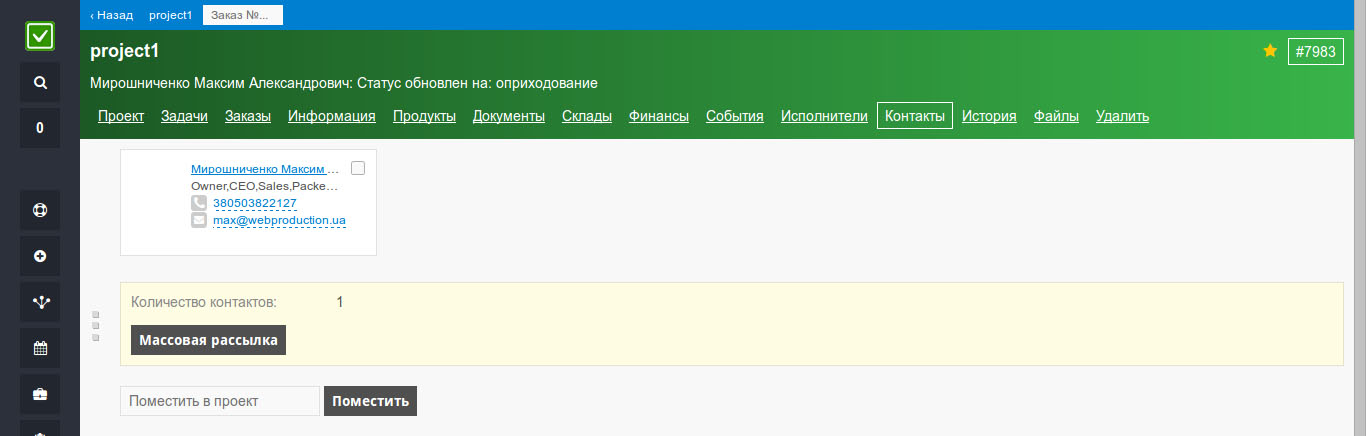 ‹ Назад project1 Заказ №...
project1
#7983
Мирошниченко Максим Александрович: Статус обновлен на: оприходование
Проект Задачи Заказы Информация Продукты Документы Склады Финансы События Исполнители Контакты История Файлы Удалить
0
Мирошниченко Максим ...
Owner,CEO,Sales,Packe...
380503822127
max@webproduction.ua
Количество контактов: 1
Массовая рассылка
Поместить в проект Поместить